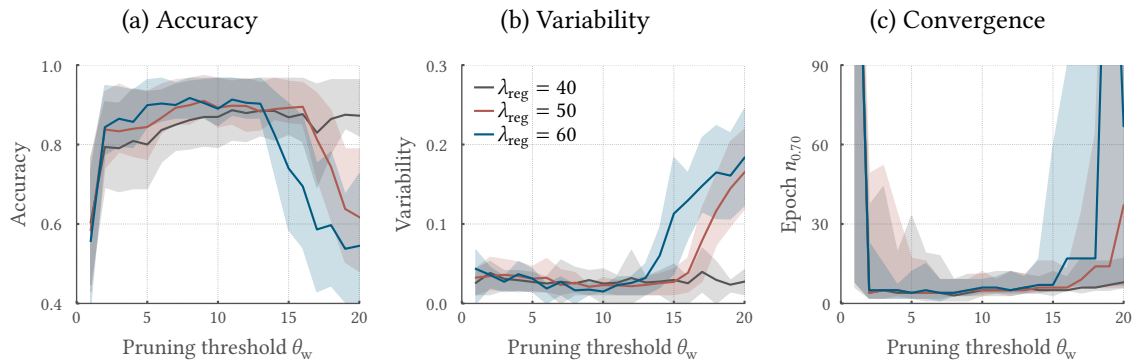 (a) Accuracy
1.0
0.8
0.6
0.4
0
5
10
15
20
Accuracy
Pruning threshold θw
(b) Variability
0.3
0.2
0.1
0.0
0
5
10
15
20
Variability
λreg = 40
λreg = 50
λreg = 60
Pruning threshold θw
(c) Convergence
90
60
30
0
0
5
10
15
20
Epoch n0.70
Pruning threshold θw